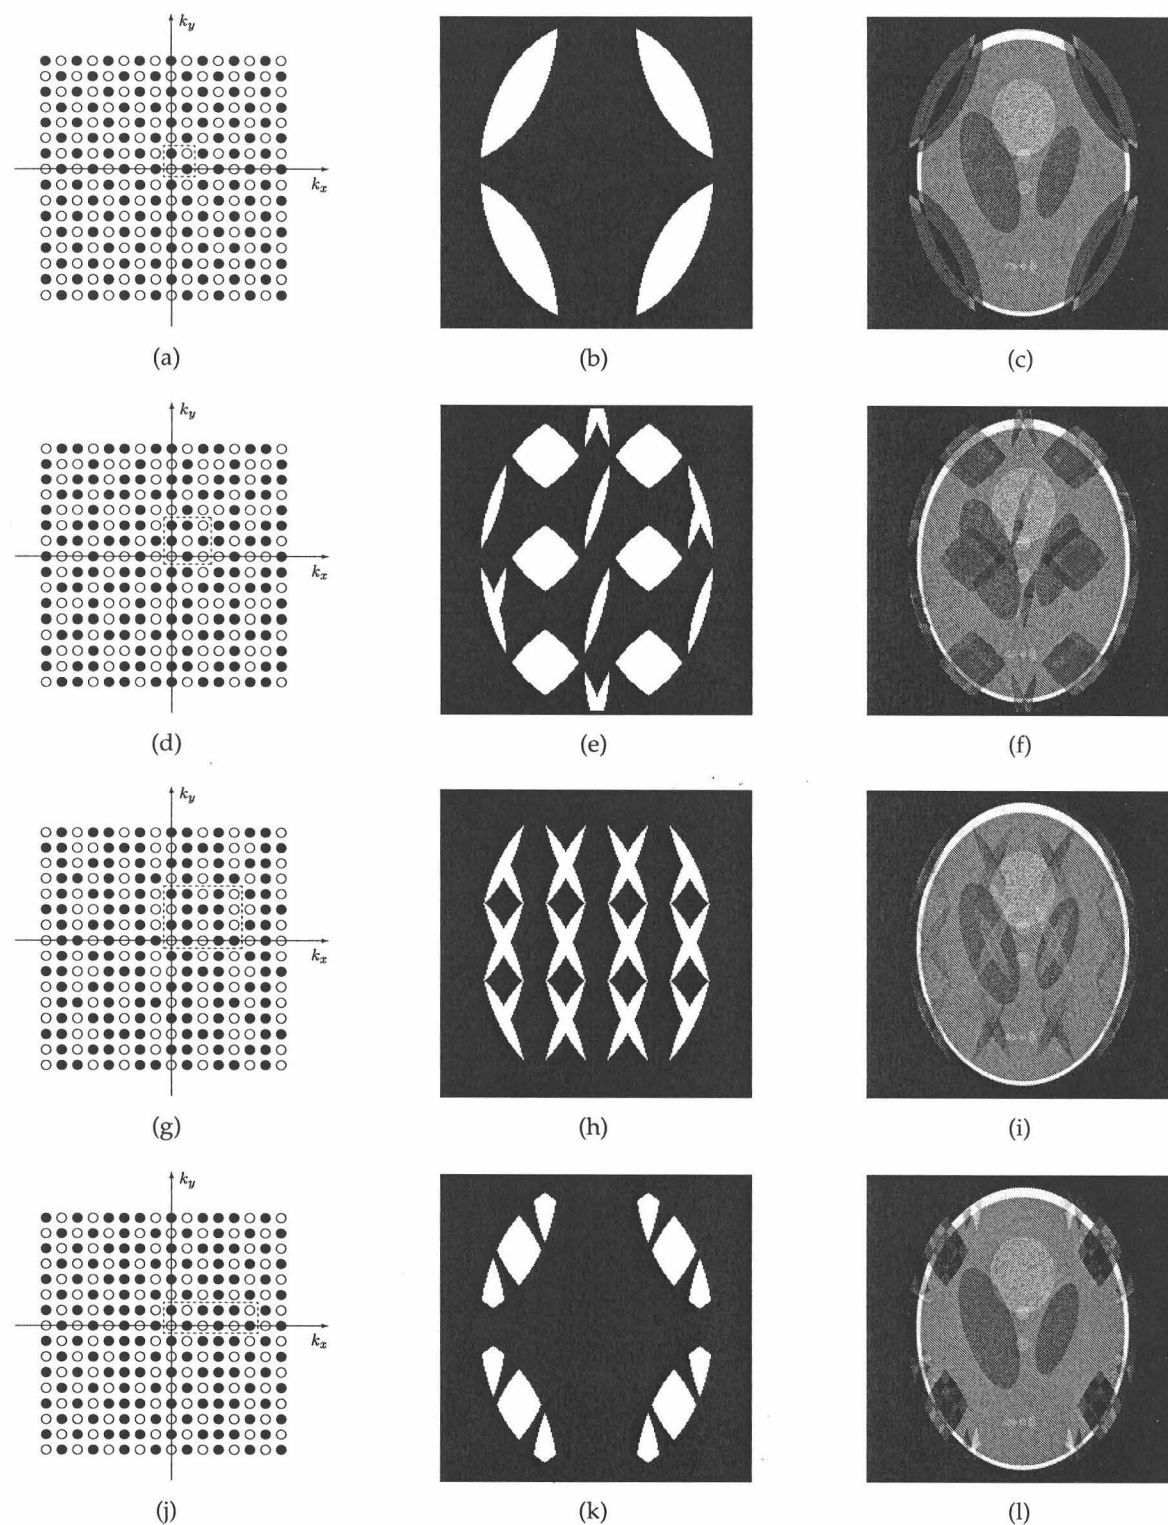 k_y
k_x
(a)
(b)
(c)
k_y
k_x
(d)
(e)
(f)
k_y
k_x
(g)
(h)
(i)
k_y
k_x
(j)
(k)
(l)